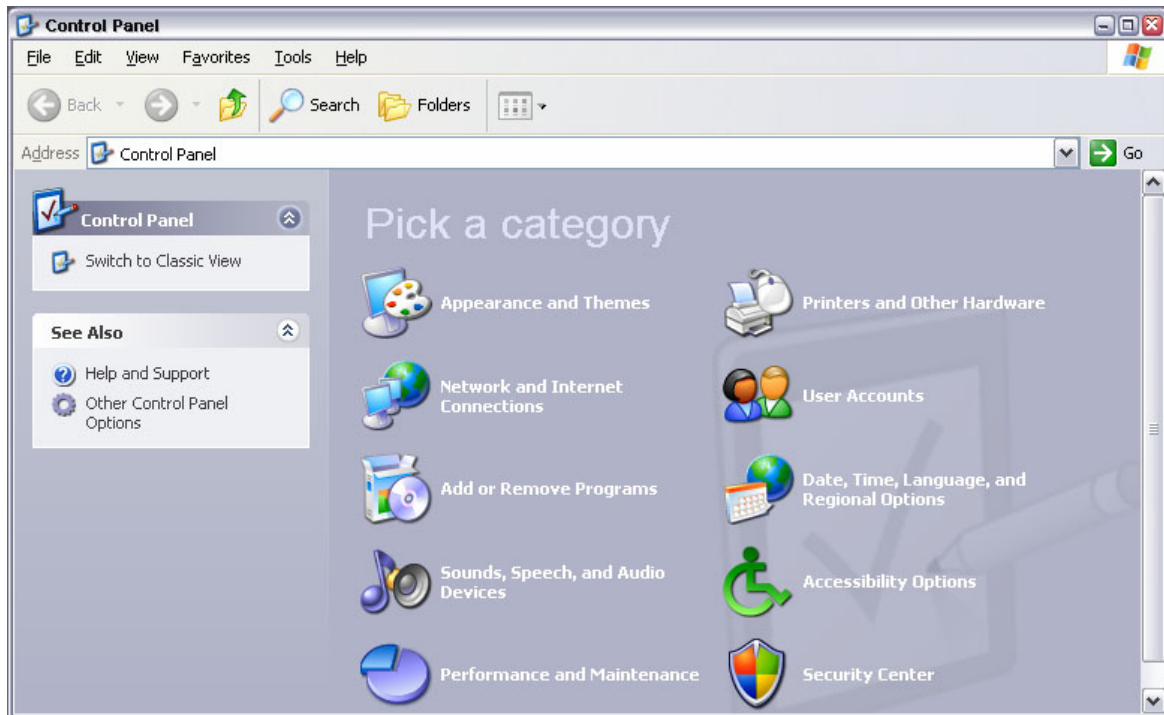 Control Panel
File Edit View Favorites Tools Help
Back Search Folders
Address Control Panel Go
Control Panel
Switch to Classic View
See Also
Help and Support
Other Control Panel
Options
Pick a category
Appearance and Themes
Printers and Other Hardware
Network and Internet
Connections
User Accounts
Add or Remove Programs
Date, Time, Language, and
Regional Options
Sounds, Speech, and Audio
Devices
Accessibility Options
Performance and Maintenance
Security Center